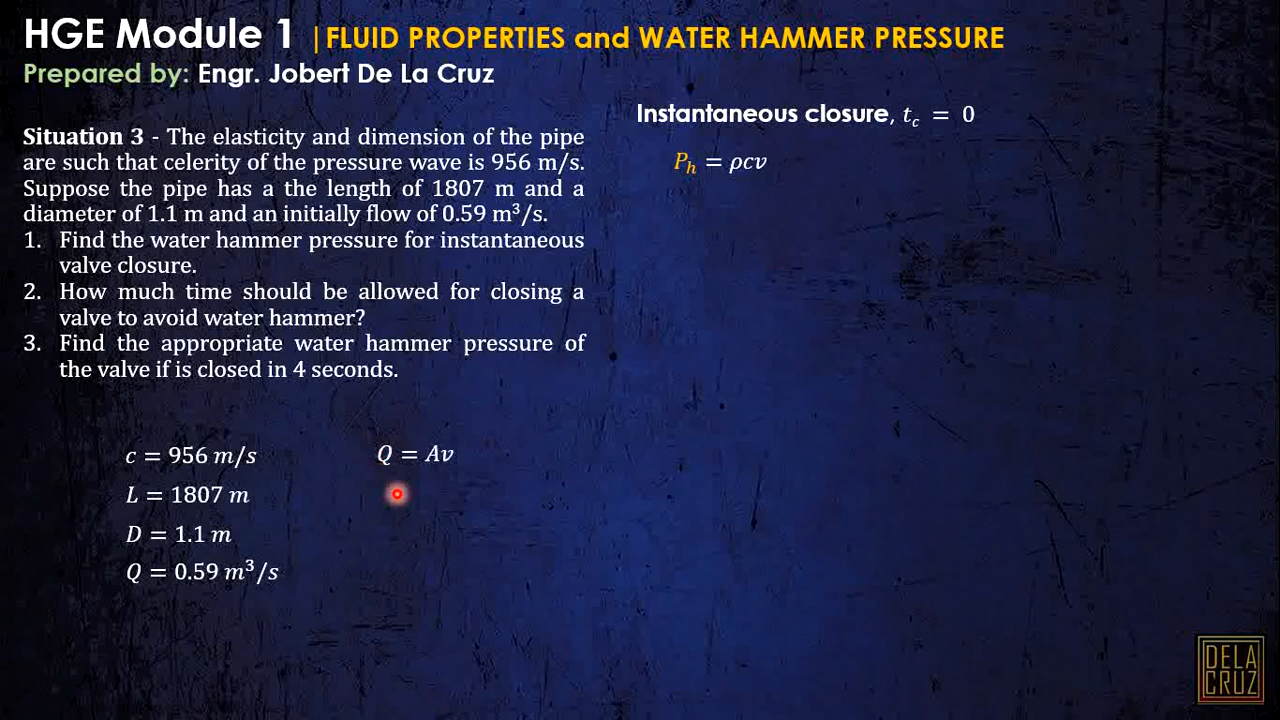 HGE Module 1 | FLUID PROPERTIES and WATER HAMMER PRESSURE
Prepared by: Engr. Jobert De La Cruz
Situation 3 - The elasticity and dimension of the pipe
are such that celerity of the pressure wave is 956 m/s.
Suppose the pipe has a the length of 1807 m and a
diameter of 1.1 m and an initially flow of 0.59 m³/s.
1. Find the water hammer pressure for instantaneous
valve closure.
2. How much time should be allowed for closing a
valve to avoid water hammer?
3. Find the appropriate water hammer pressure of
the valve if is closed in 4 seconds.
c = 956 m/s
L = 1807 m
D = 1.1 m
Q = 0.59 m³/s
Q = Av
Instantaneous closure, t_c = 0
P_h = ρcv
DELA
CRUZ